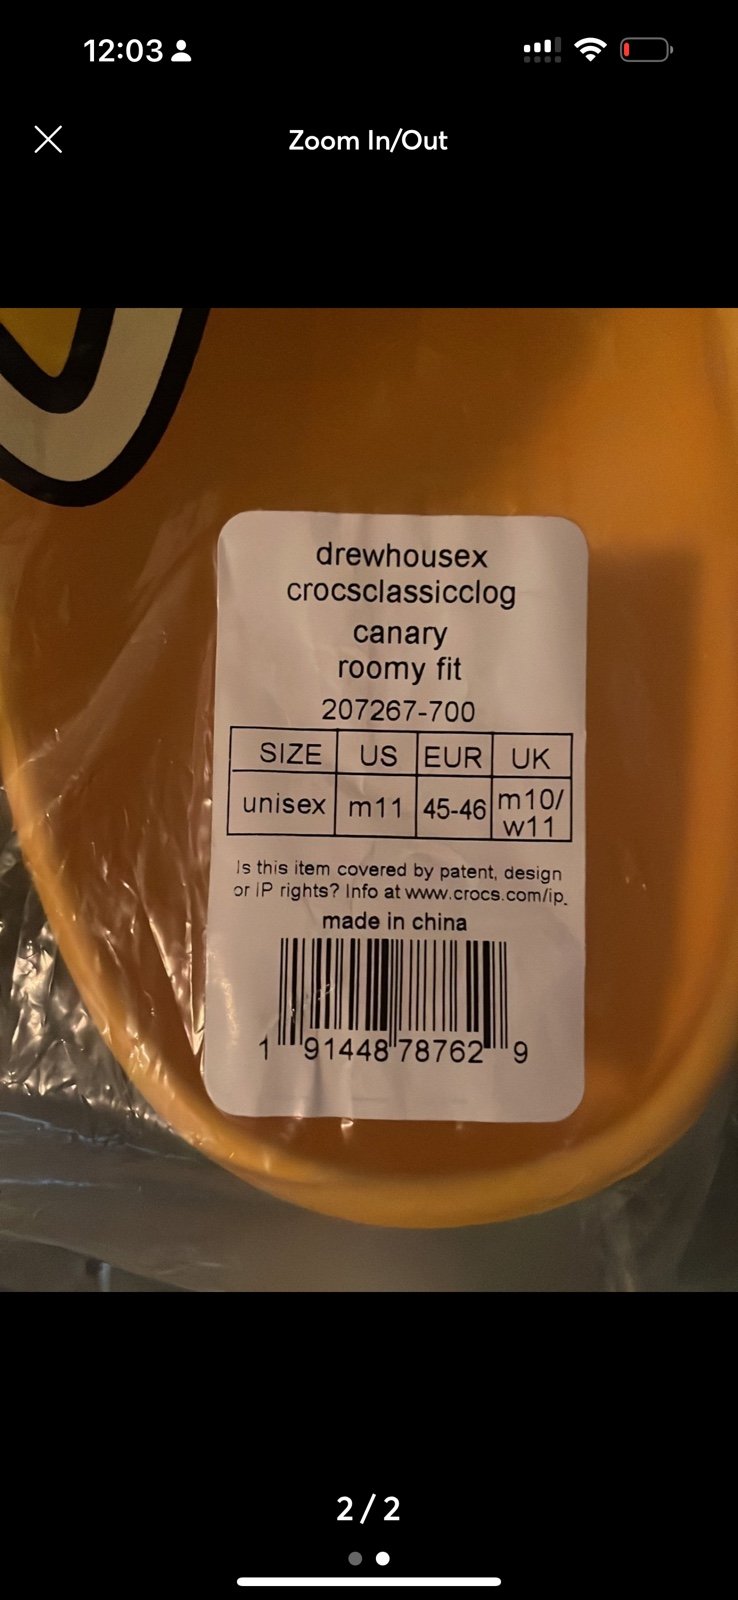 12:03
Zoom In/Out
drewhousex
crocsclassicclog
canary
roomy fit
207267-700
SIZE US EUR UK
unisex m11 45-46 m10/
w11
Is this item covered by patent, design
or IP rights? Info at www.crocs.com/ip.
made in china
1 91448 78762 9
2/2